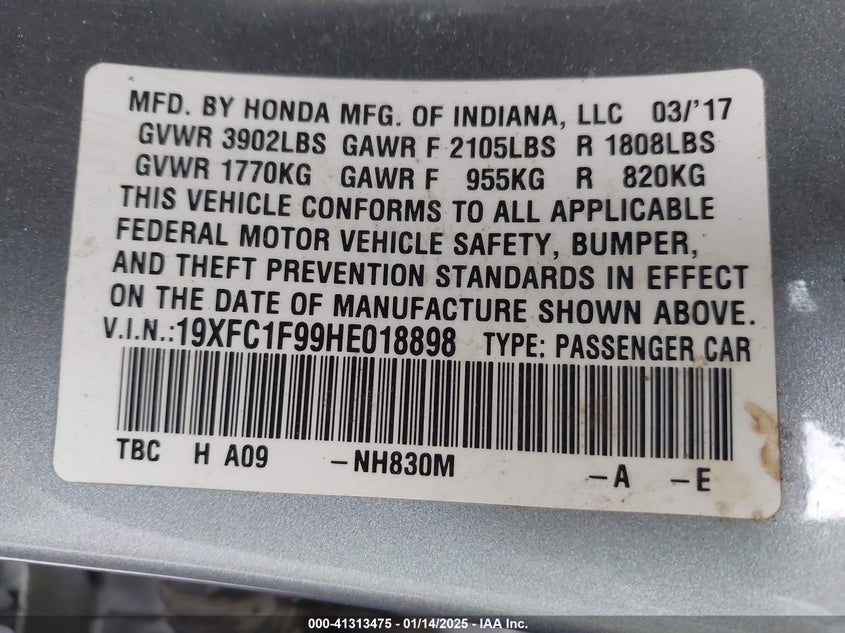 MFD. BY HONDA MFG. OF INDIANA, LLC 03/'17
GVWR 3902LBS GAWR F 2105LBS R 1808LBS
GVWR 1770KG GAWR F 955KG R 820KG
THIS VEHICLE CONFORMS TO ALL APPLICABLE
FEDERAL MOTOR VEHICLE SAFETY, BUMPER,
AND THEFT PREVENTION STANDARDS IN EFFECT
ON THE DATE OF MANUFACTURE SHOWN ABOVE.
V.I.N.:19XFC1F99HE018898 TYPE: PASSENGER CAR
TBC H A09 -NH830M -A -E
000-41313475 - 01/14/2025 - IAA Inc.